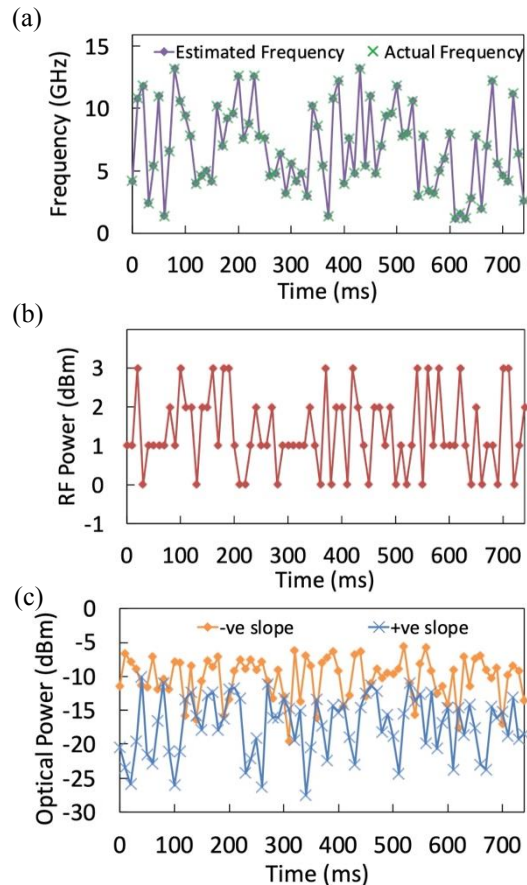 (a)
15
Estimated Frequency Actual Frequency
10
5
0
Frequency (GHz)
0 100 200 300 400 500 600 700
Time (ms)
(b)
3
2
1
0
-1
RF Power (dBm)
0 100 200 300 400 500 600 700
Time (ms)
(c)
0
-ve slope +ve slope
-5
-10
-15
-20
-25
-30
Optical Power (dBm)
0 100 200 300 400 500 600 700
Time (ms)